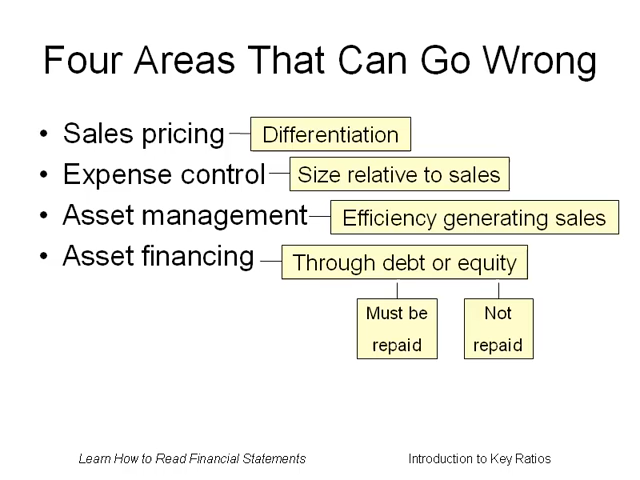 Four Areas That Can Go Wrong
• Sales pricing
Differentiation
• Expense control
Size relative to sales
• Asset management
Efficiency generating sales
• Asset financing
Through debt or equity
Must be
repaid
Not
repaid
Learn How to Read Financial Statements
Introduction to Key Ratios